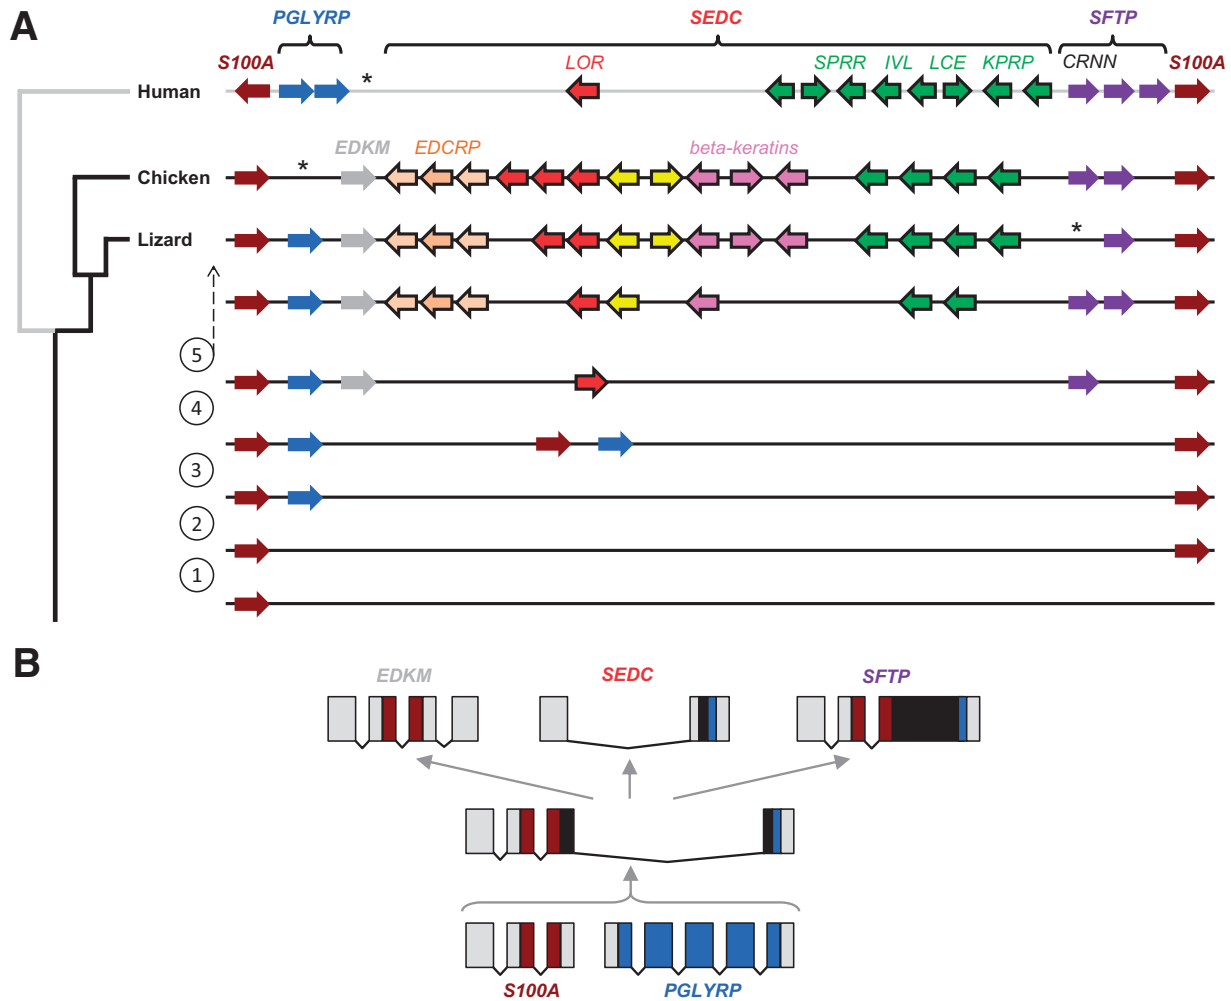 A
PGLYRP SEDC SFTP
S100A * LOR SPRR IVL LCE KPRP CRNN S100A
Human
EDKM EDCRP beta-keratins
Chicken *
Lizard *
5
4
3
2
1
B
EDKM SEDC SFTP
S100A PGLYRP